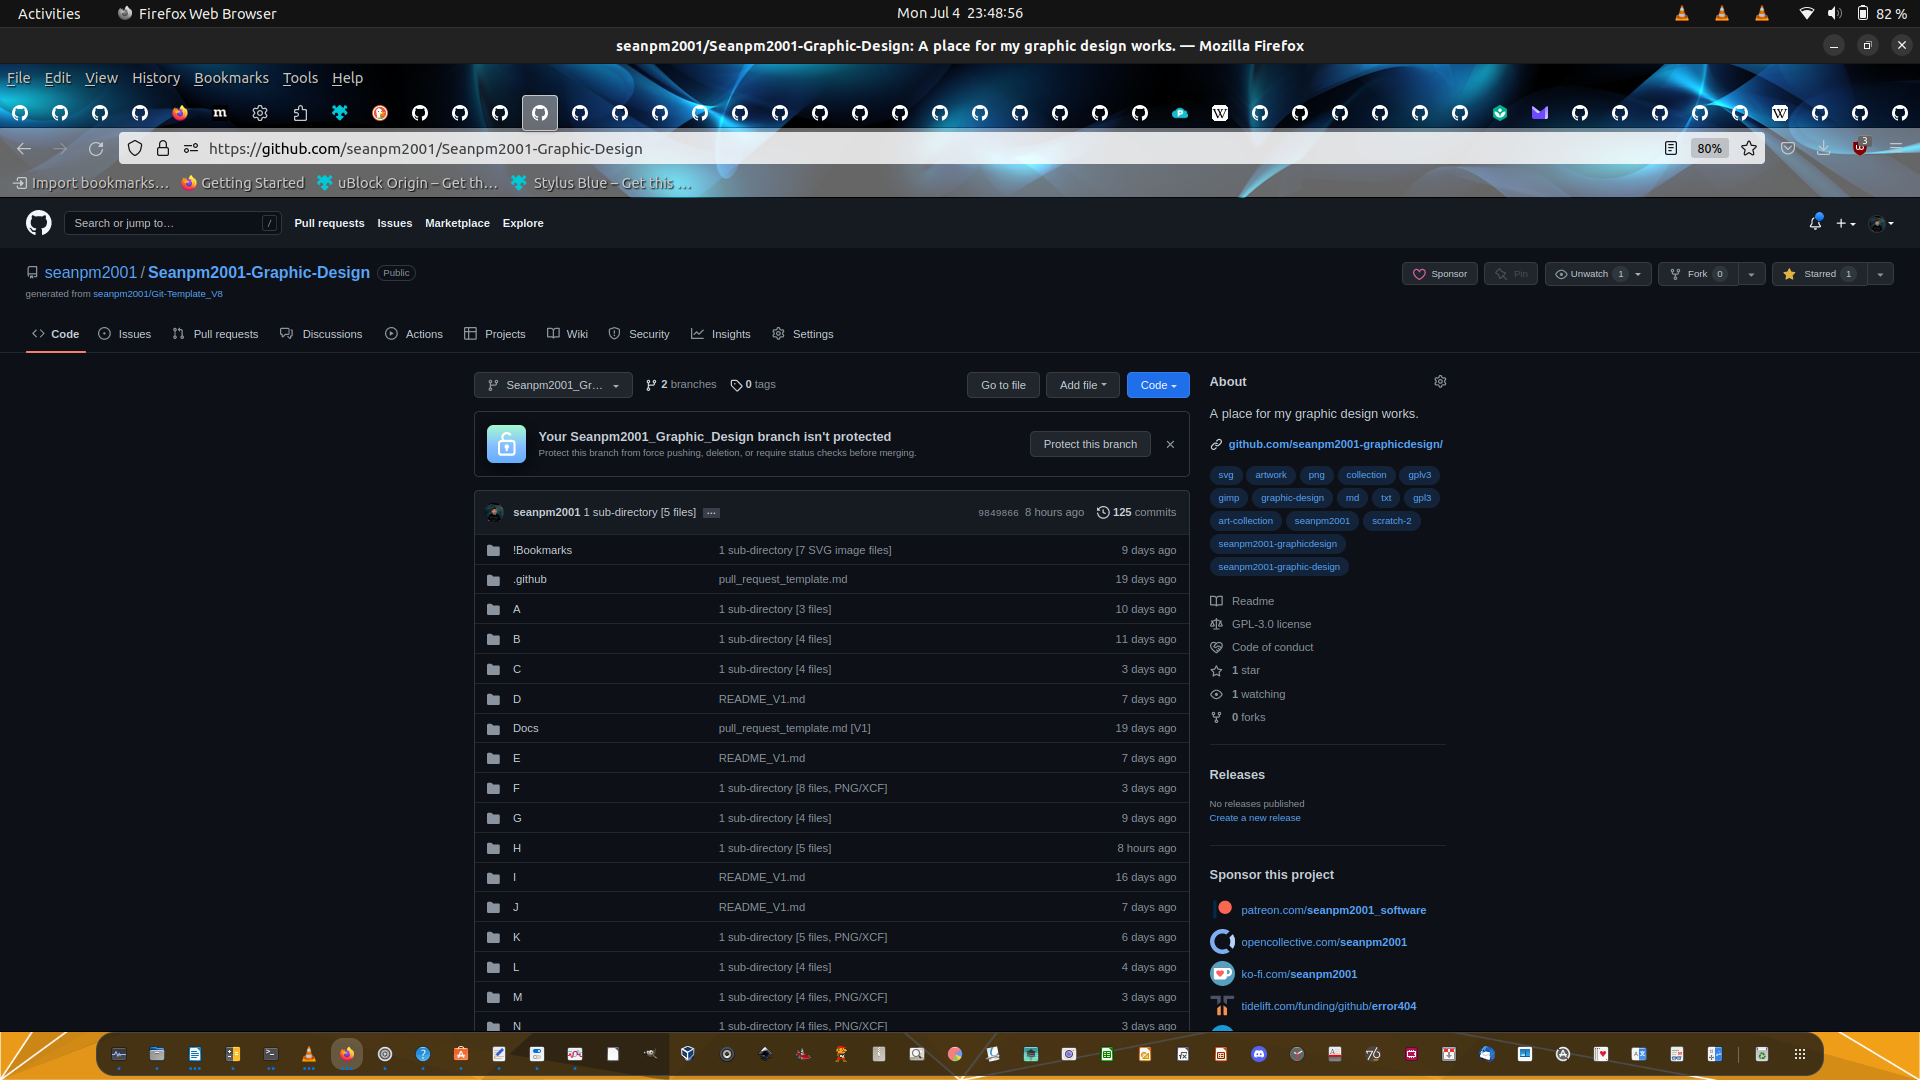 Activities Firefox Web Browser Mon Jul 4 23:48:56 82 %
seanpm2001/Seanpm2001-Graphic-Design: A place for my graphic design works. — Mozilla Firefox
File Edit View History Bookmarks Tools Help
https://github.com/seanpm2001/Seanpm2001-Graphic-Design 80% 3
Import bookmarks… Getting Started uBlock Origin – Get th… Stylus Blue – Get this …
Search or jump to… / Pull requests Issues Marketplace Explore
seanpm2001 / Seanpm2001-Graphic-Design Public Sponsor Pin Unwatch 1 Fork 0 Starred 1
generated from seanpm2001/Git-Template_V8
Code Issues Pull requests Discussions Actions Projects Wiki Security Insights Settings
Seanpm2001_Gr… 2 branches 0 tags Go to file Add file Code
Your Seanpm2001_Graphic_Design branch isn't protected
Protect this branch from force pushing, deletion, or require status checks before merging.
Protect this branch
seanpm2001 1 sub-directory [5 files] … 9849866 8 hours ago 125 commits
!Bookmarks 1 sub-directory [7 SVG image files] 9 days ago
.github pull_request_template.md 19 days ago
A 1 sub-directory [3 files] 10 days ago
B 1 sub-directory [4 files] 11 days ago
C 1 sub-directory [4 files] 3 days ago
D README_V1.md 7 days ago
Docs pull_request_template.md [V1] 19 days ago
E README_V1.md 7 days ago
F 1 sub-directory [8 files, PNG/XCF] 3 days ago
G 1 sub-directory [4 files] 9 days ago
H 1 sub-directory [5 files] 8 hours ago
I README_V1.md 16 days ago
J README_V1.md 7 days ago
K 1 sub-directory [5 files, PNG/XCF] 6 days ago
L 1 sub-directory [4 files] 4 days ago
M 1 sub-directory [4 files, PNG/XCF] 3 days ago
N 1 sub-directory [4 files, PNG/XCF] 3 days ago
About
A place for my graphic design works.
github.com/seanpm2001-graphicdesign/
svg artwork png collection gplv3
gimp graphic-design md txt gpl3
art-collection seanpm2001 scratch-2
seanpm2001-graphicdesign
seanpm2001-graphic-design
Readme
GPL-3.0 license
Code of conduct
1 star
1 watching
0 forks
Releases
No releases published
Create a new release
Sponsor this project
patreon.com/seanpm2001_software
opencollective.com/seanpm2001
ko-fi.com/seanpm2001
tidelift.com/funding/github/error404